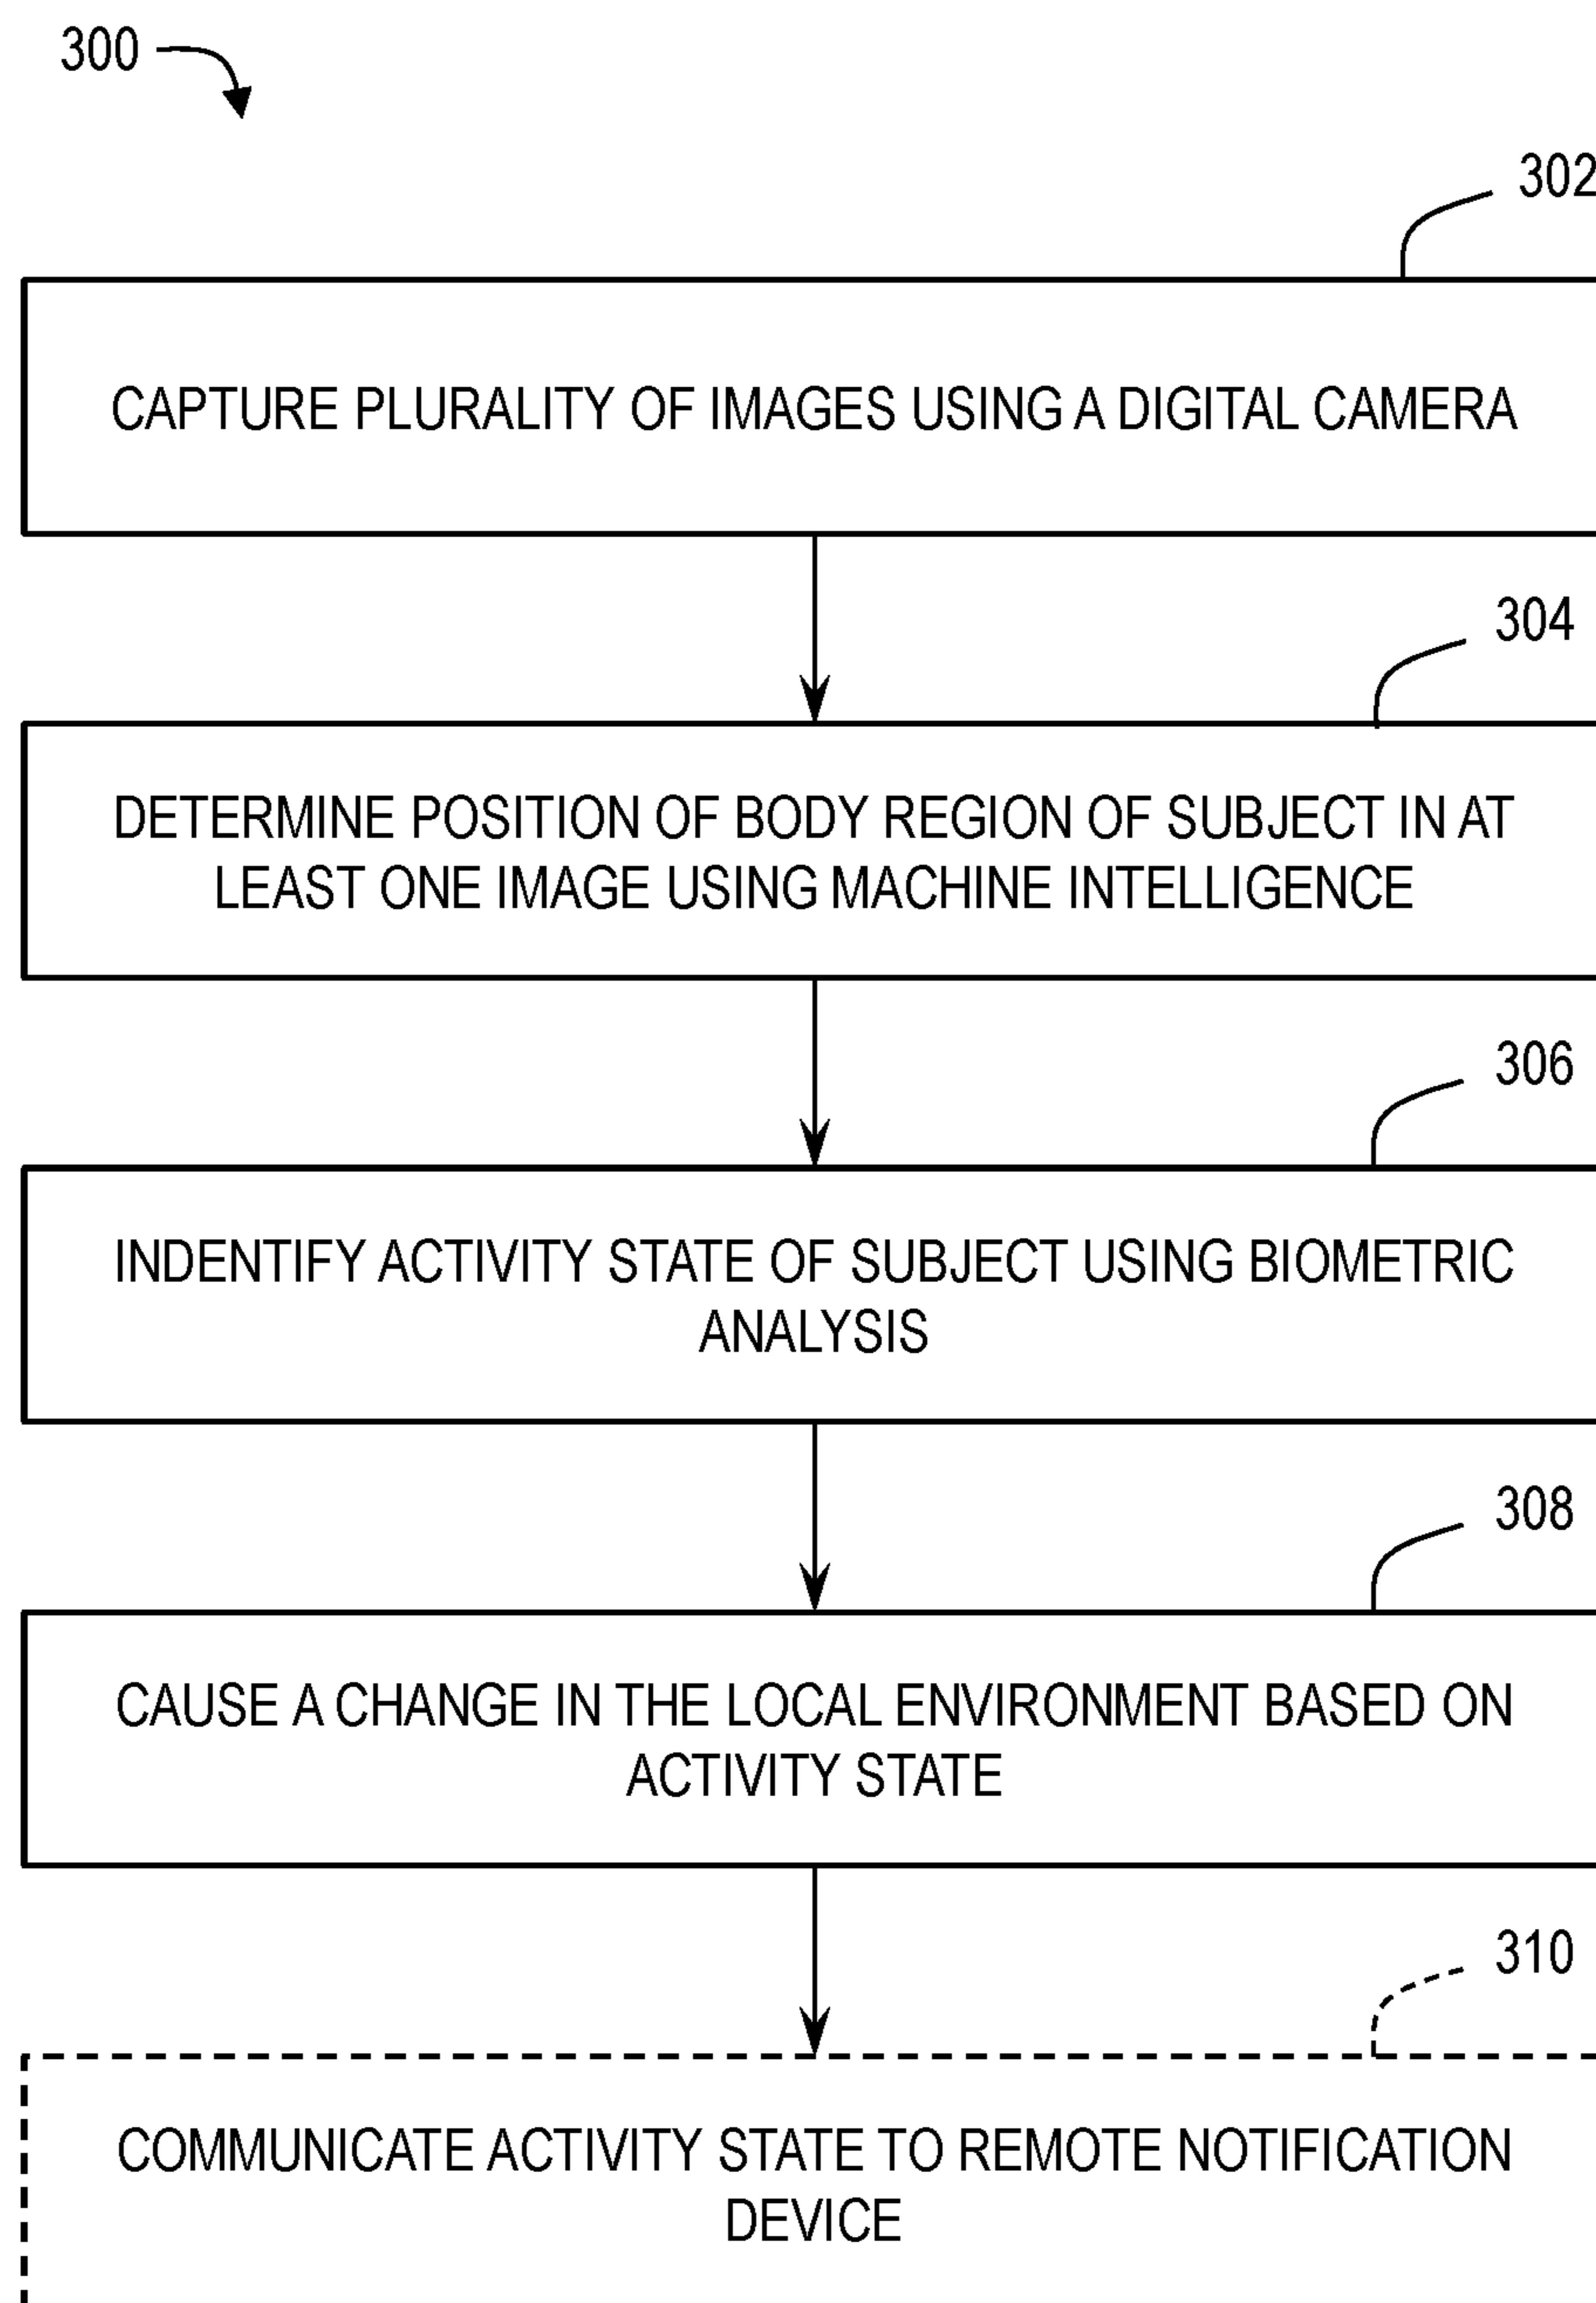 300
302
CAPTURE PLURALITY OF IMAGES USING A DIGITAL CAMERA
304
DETERMINE POSITION OF BODY REGION OF SUBJECT IN AT
LEAST ONE IMAGE USING MACHINE INTELLIGENCE
306
INDENTIFY ACTIVITY STATE OF SUBJECT USING BIOMETRIC
ANALYSIS
308
CAUSE A CHANGE IN THE LOCAL ENVIRONMENT BASED ON
ACTIVITY STATE
310
COMMUNICATE ACTIVITY STATE TO REMOTE NOTIFICATION
DEVICE